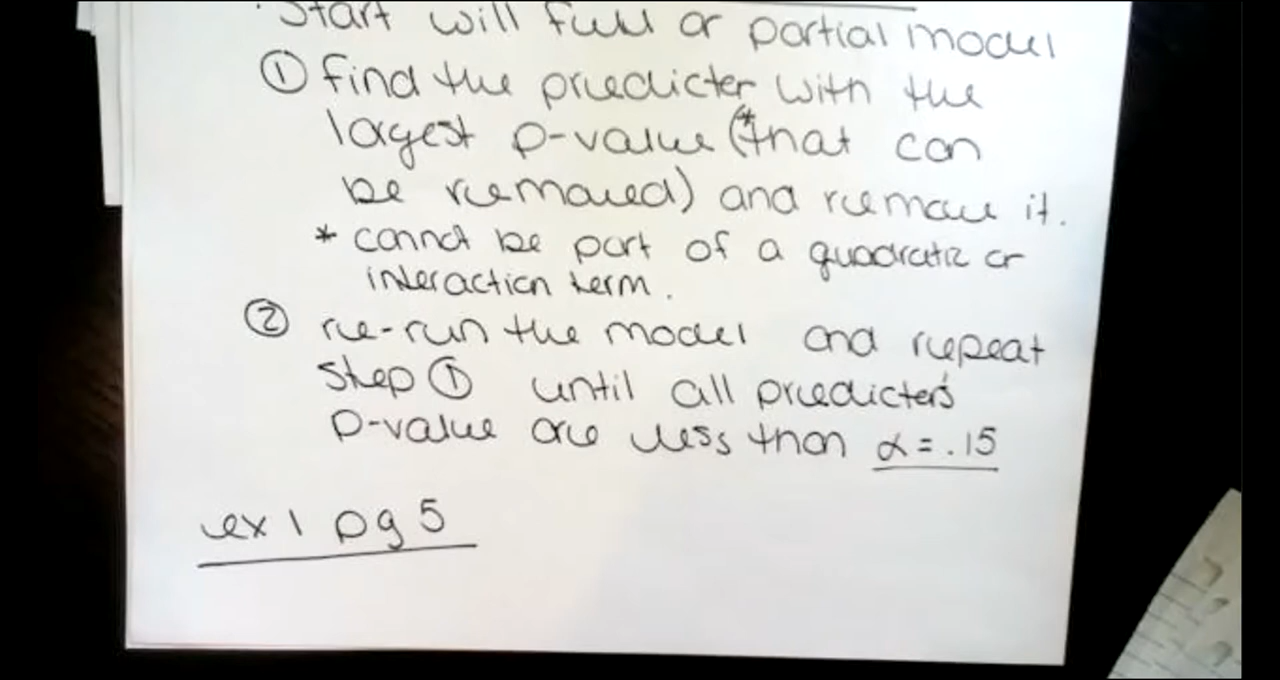 · Start will full or partial model
① find the predicter with the
largest p-value (*that can
be removed) and remove it.
* cannot be part of a quadratic or
interaction term.
② re-run the model and repeat
step ① until all predicter's
p-value are less than α = .15
ex 1 pg 5